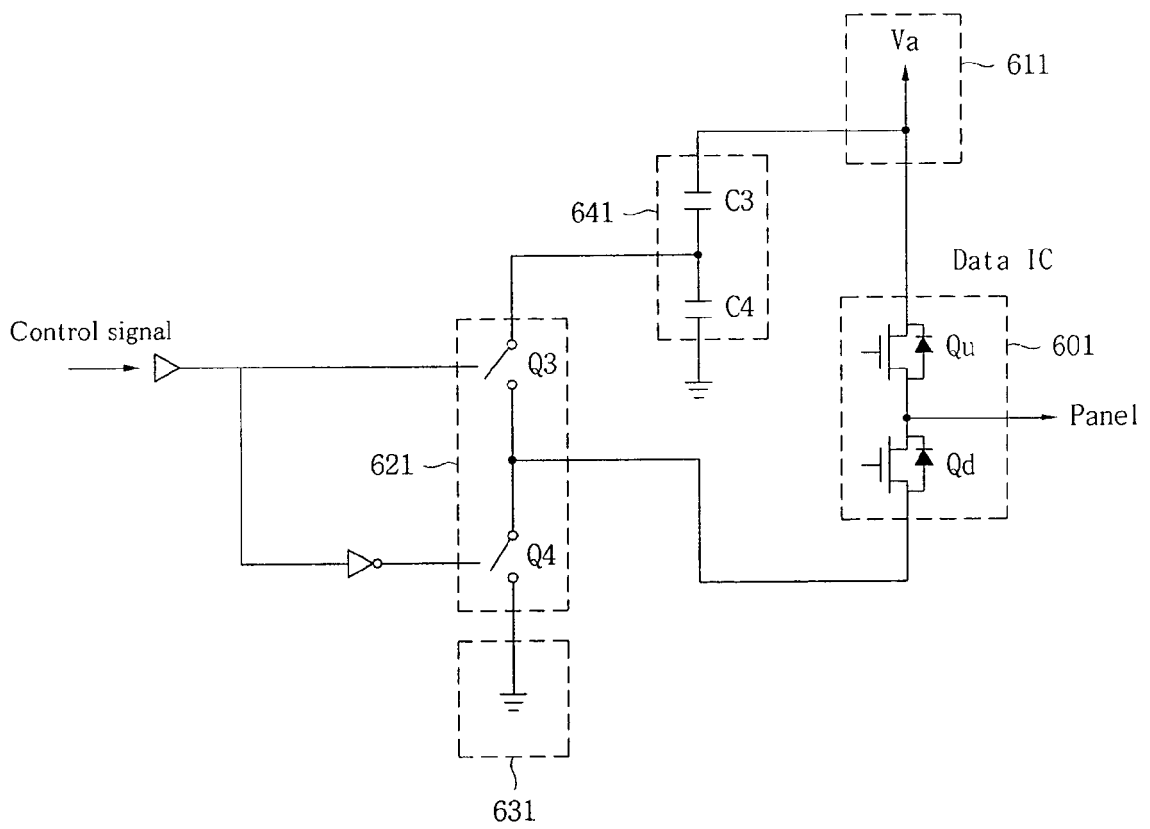 Va
611
C3
641
Data IC
C4
Control signal
Qu
601
Q3
Panel
621
Qd
Q4
631